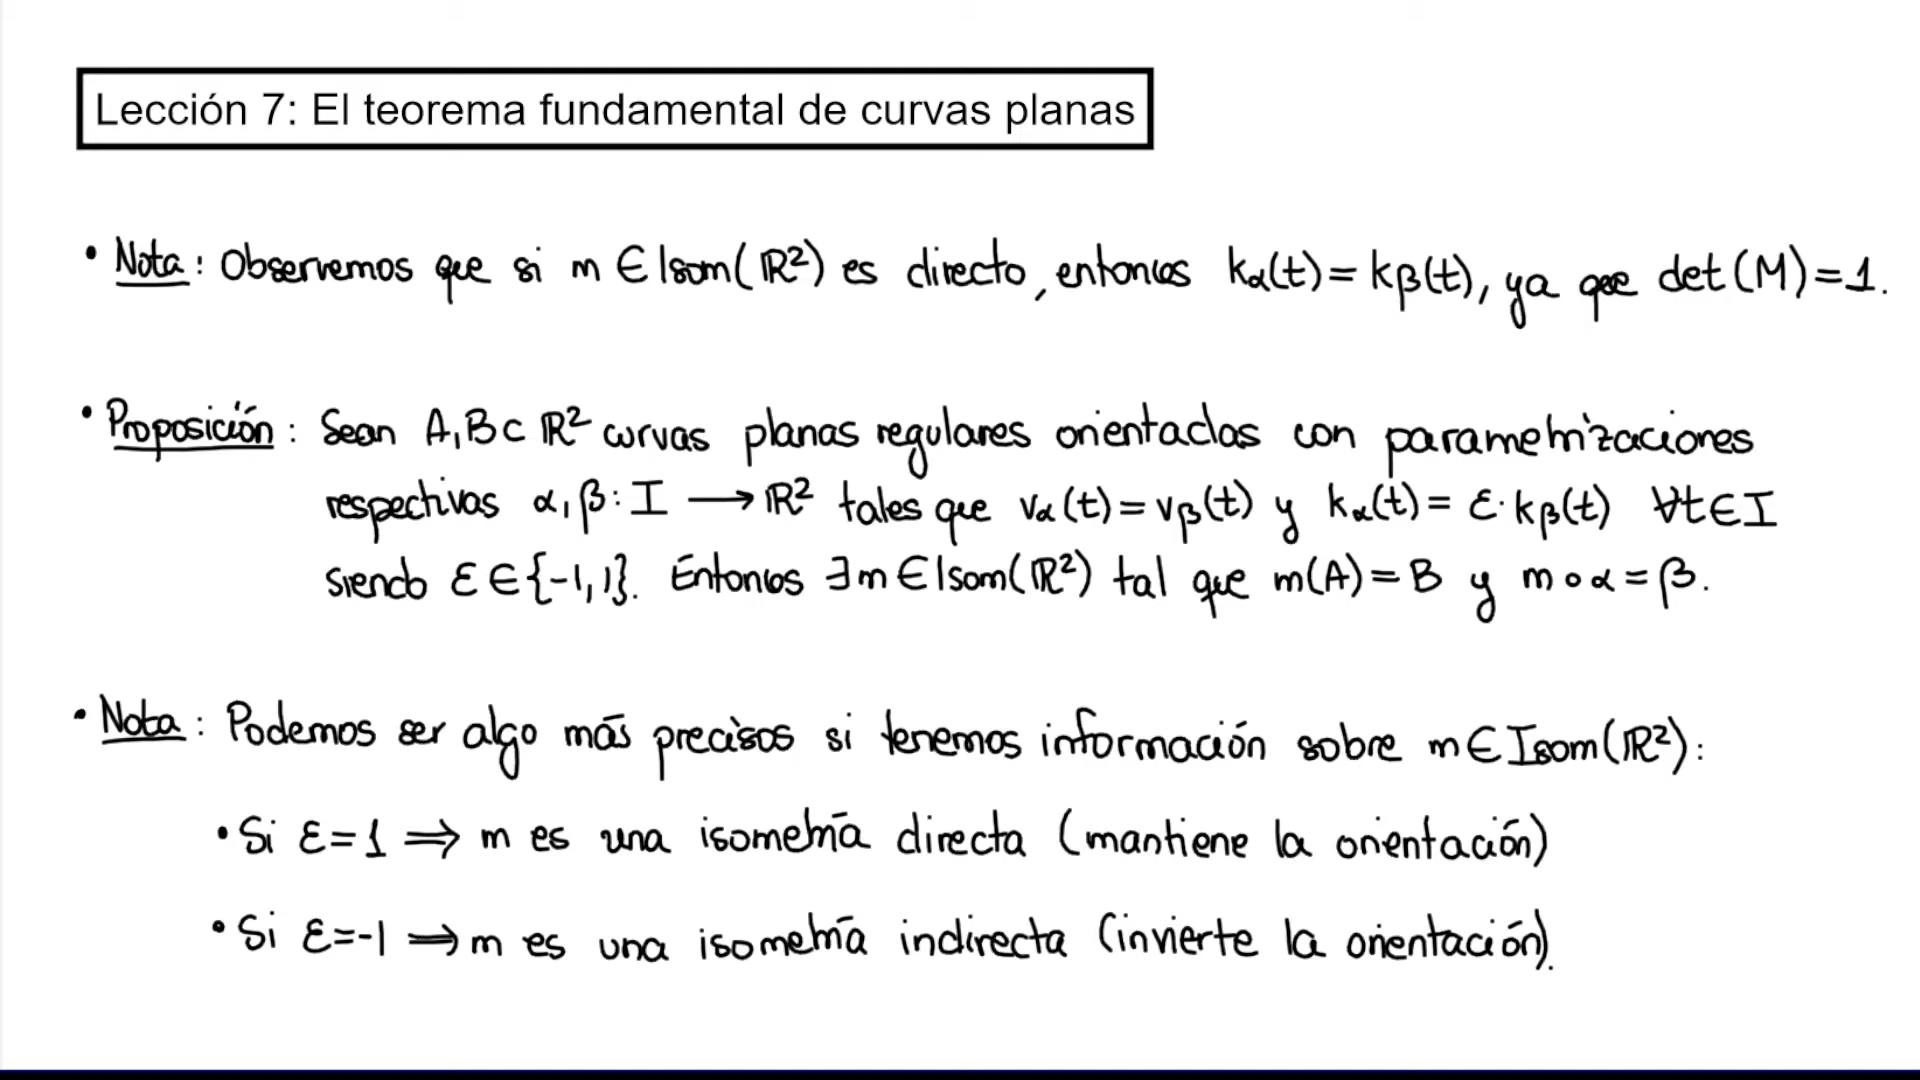 Lección 7: El teorema fundamental de curvas planas
• Nota: Observemos que si m ∈ Isom(ℝ²) es directo, entonces kα(t) = kβ(t), ya que det(M) = 1.
• Proposición: Sean A, B ⊂ ℝ² curvas planas regulares orientadas con parametrizaciones
respectivas α, β: I → ℝ² tales que vα(t) = vβ(t) y kα(t) = ε·kβ(t) ∀t ∈ I
siendo ε ∈ {-1, 1}. Entonces ∃ m ∈ Isom(ℝ²) tal que m(A) = B y m ∘ α = β.
• Nota: Podemos ser algo más precisos si tenemos información sobre m ∈ Isom(ℝ²):
• Si ε = 1 ⟹ m es una isometría directa (mantiene la orientación)
• Si ε = -1 ⟹ m es una isometría indirecta (invierte la orientación).